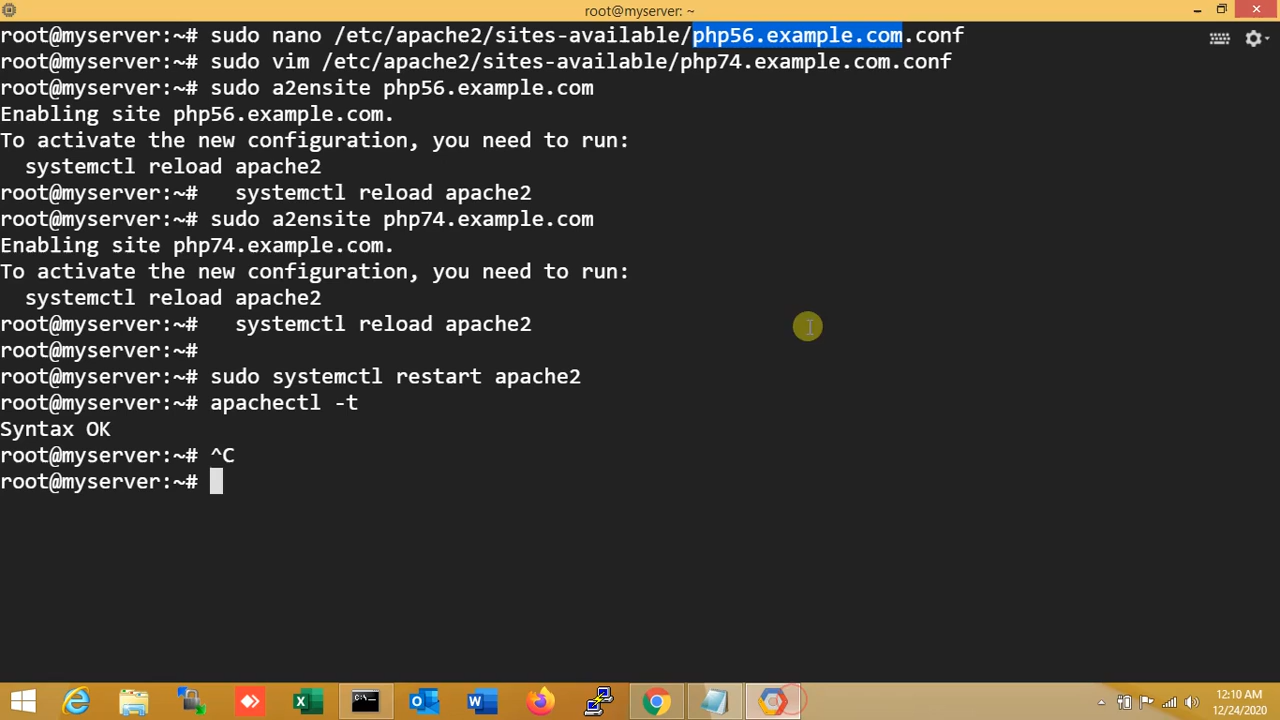 root@myserver: ~
root@myserver:~# sudo nano /etc/apache2/sites-available/php56.example.com.conf
root@myserver:~# sudo vim /etc/apache2/sites-available/php74.example.com.conf
root@myserver:~# sudo a2ensite php56.example.com
Enabling site php56.example.com.
To activate the new configuration, you need to run:
  systemctl reload apache2
root@myserver:~#   systemctl reload apache2
root@myserver:~# sudo a2ensite php74.example.com
Enabling site php74.example.com.
To activate the new configuration, you need to run:
  systemctl reload apache2
root@myserver:~#   systemctl reload apache2
root@myserver:~#
root@myserver:~# sudo systemctl restart apache2
root@myserver:~# apachectl -t
Syntax OK
root@myserver:~# ^C
root@myserver:~#
12:10 AM
12/24/2020